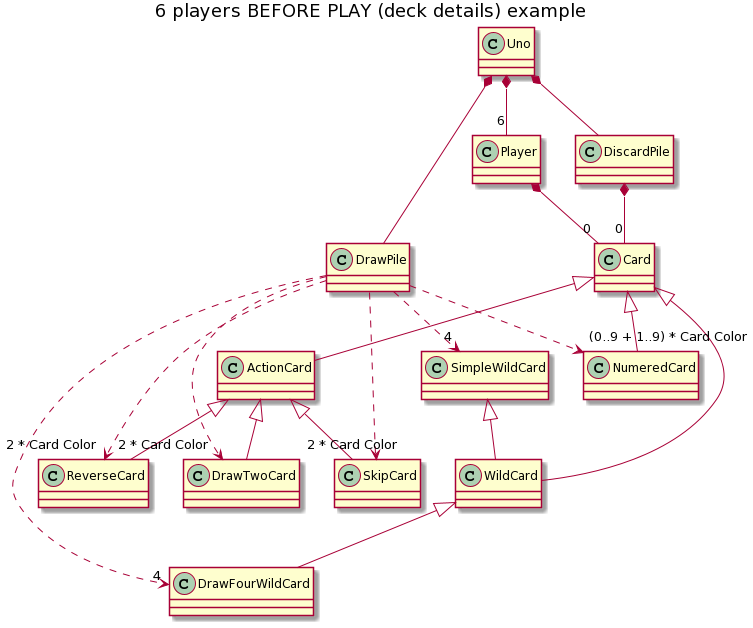 6 players BEFORE PLAY (deck details) example
C Uno
6
C Player
C DiscardPile
0
0
C DrawPile
C Card
4
(0..9 + 1..9) * Card Color
C ActionCard
C SimpleWildCard
C NumeredCard
2 * Card Color
2 * Card Color
2 * Card Color
C ReverseCard
C DrawTwoCard
C SkipCard
C WildCard
4
C DrawFourWildCard